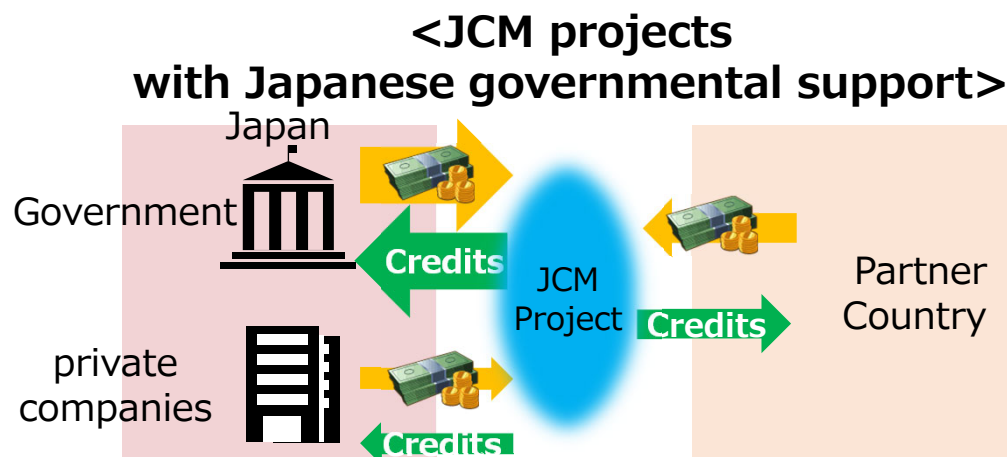 <JCM projects
with Japanese governmental support>
Japan
Government
Credits
JCM
Project
Partner
Country
Credits
private
companies
Credits